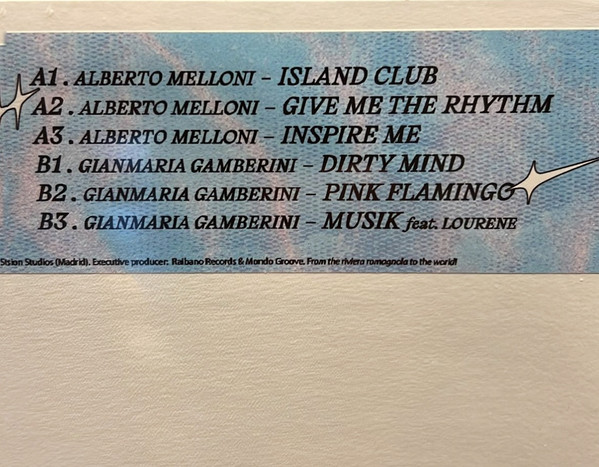 A1. ALBERTO MELLONI – ISLAND CLUB
A2. ALBERTO MELLONI – GIVE ME THE RHYTHM
A3. ALBERTO MELLONI – INSPIRE ME
B1. GIANMARIA GAMBERINI – DIRTY MIND
B2. GIANMARIA GAMBERINI – PINK FLAMINGO
B3. GIANMARIA GAMBERINI – MUSIK feat. LOURENE
Studios (Madrid). Executive producer: Raibano Records & Mondo Groove. From the riviera romagnola to the world!